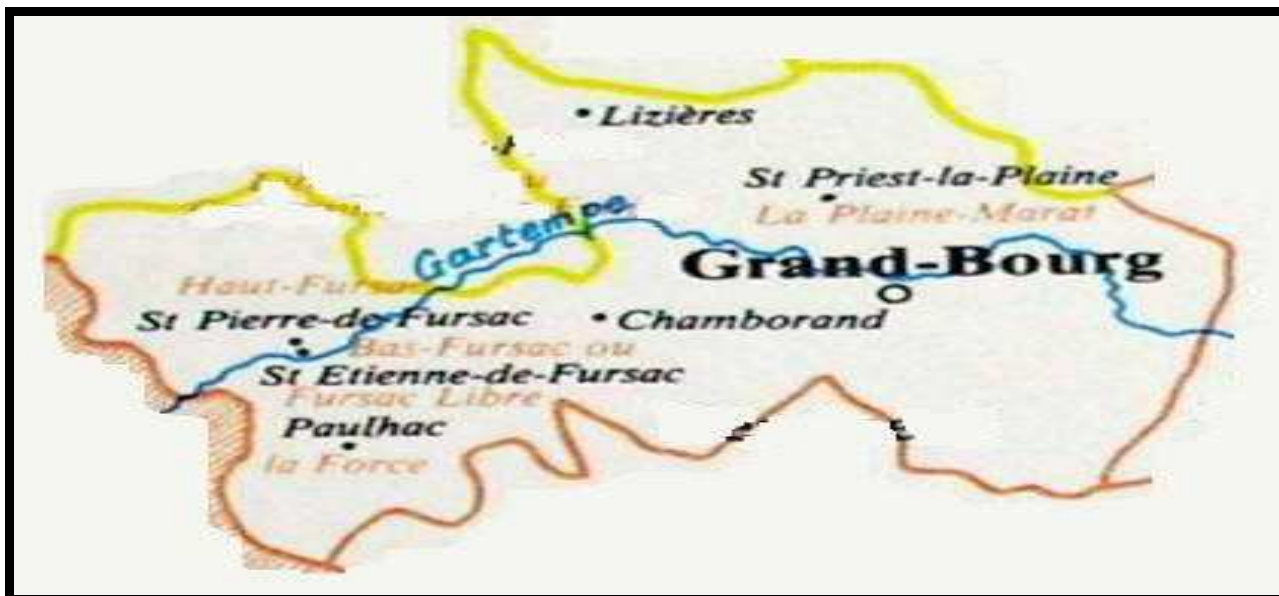 Lizières
St Priest-la-Plaine
La Plaine-Marat
Gartempe
Grand-Bourg
Haut-Fursac
St Pierre-de-Fursac
Chamborand
Bas-Fursac ou
St Etienne-de-Fursac
Fursac Libre
Paulhac
la Force